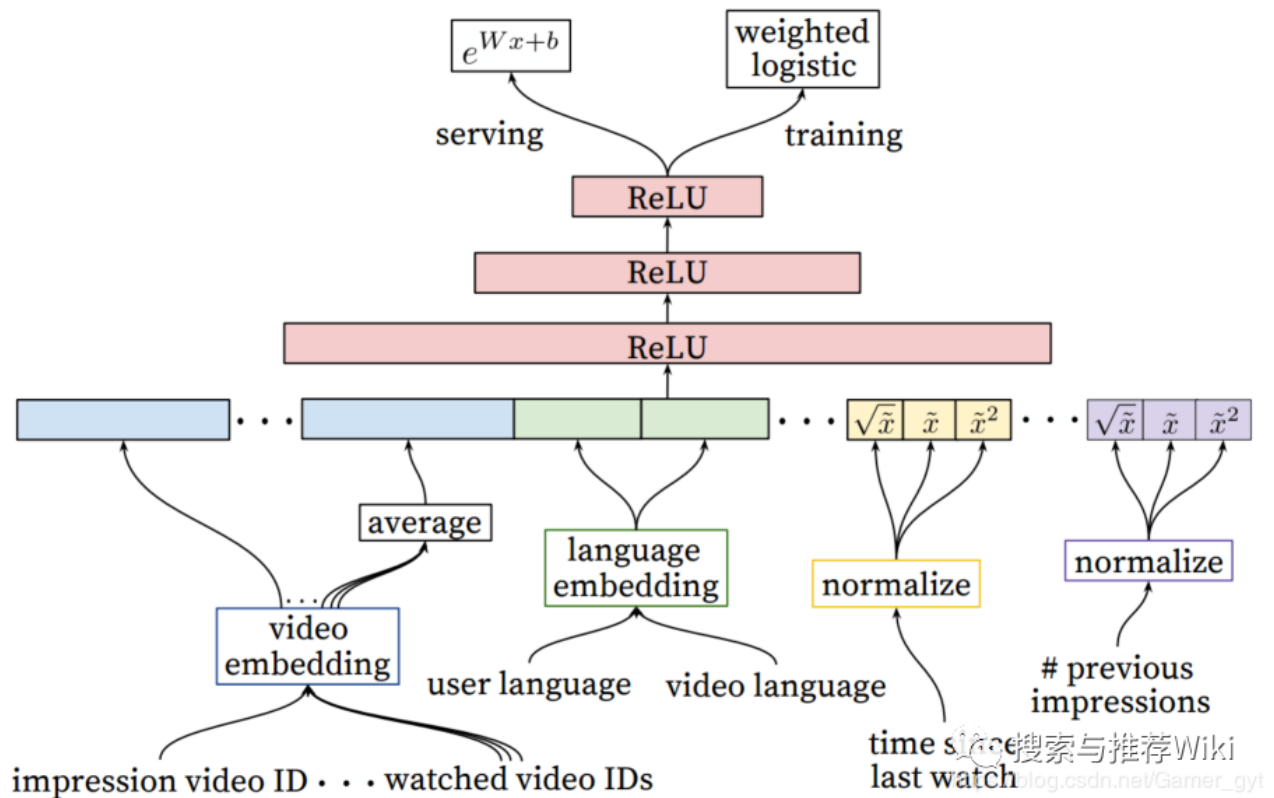 e^{Wx+b}
weighted
logistic
serving
training
ReLU
ReLU
ReLU
. . .
. . .
√x̃ x̃ x̃²
. . .
√x̃ x̃ x̃²
average
language
embedding
normalize
normalize
. . .
video
embedding
user language
video language
# previous
impressions
impression video ID . . . watched video IDs
time since
last watch
搜索与推荐Wiki
blog.csdn.net/Gamer_gyt